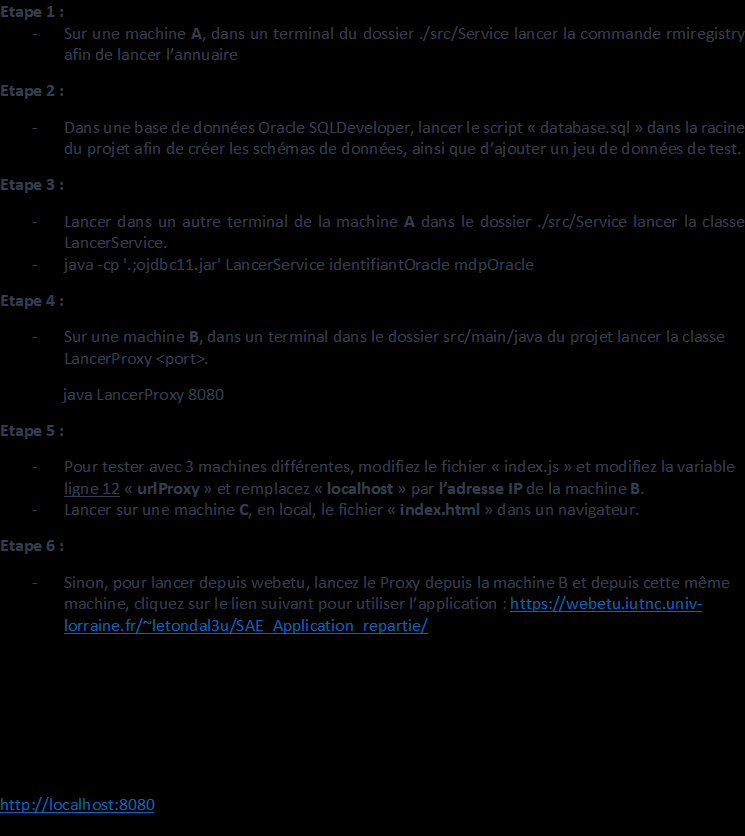 Etape 1 :
- Sur une machine A, dans un terminal du dossier ./src/Service lancer la commande rmiregistry
afin de lancer l’annuaire
Etape 2 :
- Dans une base de données Oracle SQLDeveloper, lancer le script « database.sql » dans la racine
du projet afin de créer les schémas de données, ainsi que d’ajouter un jeu de données de test.
Etape 3 :
- Lancer dans un autre terminal de la machine A dans le dossier ./src/Service lancer la classe
LancerService.
- java -cp '.;ojdbc11.jar' LancerService identifiantOracle mdpOracle
Etape 4 :
- Sur une machine B, dans un terminal dans le dossier src/main/java du projet lancer la classe
LancerProxy <port>.
java LancerProxy 8080
Etape 5 :
- Pour tester avec 3 machines différentes, modifiez le fichier « index.js » et modifiez la variable
ligne 12 « urlProxy » et remplacez « localhost » par l’adresse IP de la machine B.
- Lancer sur une machine C, en local, le fichier « index.html » dans un navigateur.
Etape 6 :
- Sinon, pour lancer depuis webetu, lancez le Proxy depuis la machine B et depuis cette même
machine, cliquez sur le lien suivant pour utiliser l’application : https://webetu.iutnc.univ-
lorraine.fr/~letondal3u/SAE_Application_repartie/
http://localhost:8080